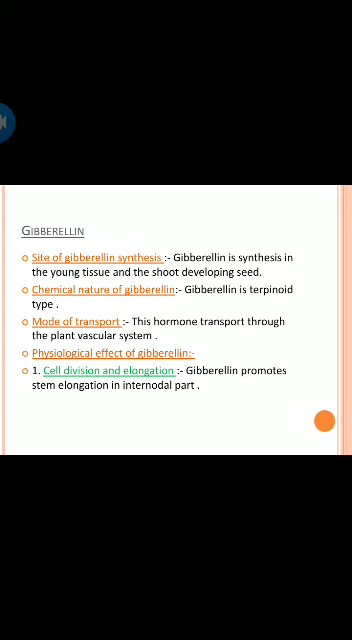 GIBBERELLIN
Site of gibberellin synthesis :- Gibberellin is synthesis in
the young tissue and the shoot developing seed.
Chemical nature of gibberellin:- Gibberellin is terpinoid
type .
Mode of transport :- This hormone transport through
the plant vascular system .
Physiological effect of gibberellin:-
1. Cell division and elongation :- Gibberellin promotes
stem elongation in internodal part .